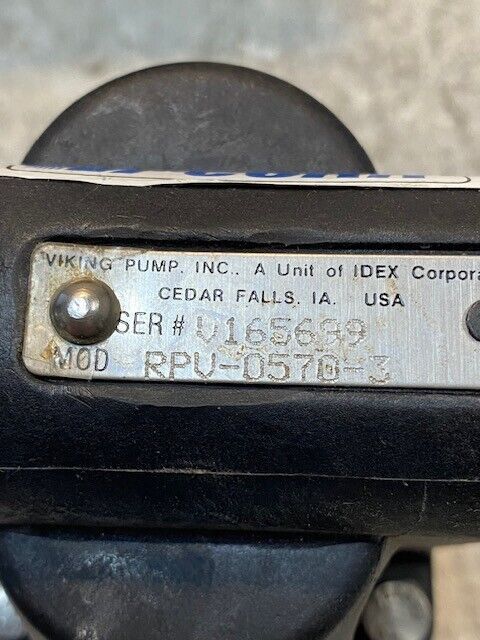 VIKING PUMP, INC., A Unit of IDEX Corpora
CEDAR FALLS, IA. USA
SER # V165699
MOD RPV-0570-3